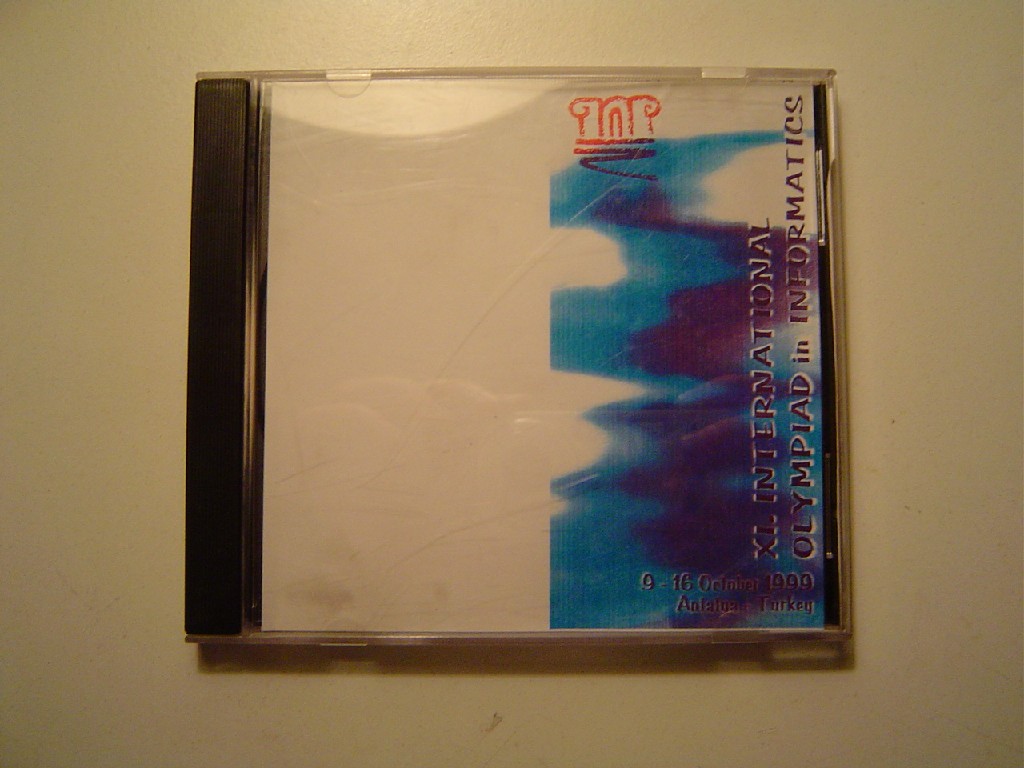 XI. INTERNATIONAL
OLYMPIAD in INFORMATICS
9 - 16 October 1999
Antalya - Turkey